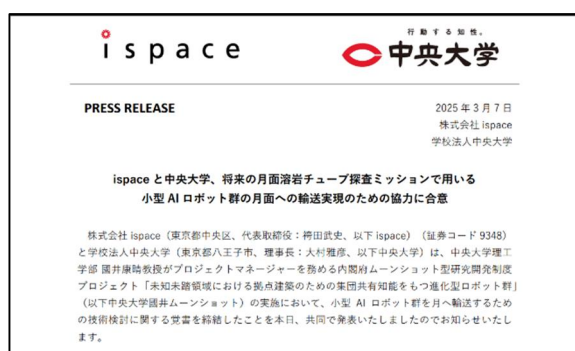 ispace
行動する知性。
中央大学
PRESS RELEASE
2025 年 3 月 7 日
株式会社 ispace
学校法人中央大学
ispace と中央大学、将来の月面溶岩チューブ探査ミッションで用いる
小型 AI ロボット群の月面への輸送実現のための協力に合意
株式会社 ispace（東京都中央区、代表取締役：袴田武史、以下 ispace）（証券コード 9348）
と学校法人中央大学（東京都八王子市、理事長：大村雅彦、以下中央大学）は、中央大学理工
学部 國井康晴教授がプロジェクトマネージャーを務める内閣府ムーンショット型研究開発制度
プロジェクト「未知未踏領域における拠点建築のための集団共有知能をもつ進化型ロボット群」
（以下中央大学國井ムーンショット）の実施において、小型 AI ロボット群を月へ輸送するため
の技術検討に関する覚書を締結したことを本日、共同で発表いたしましたのでお知らせいたし
ます。